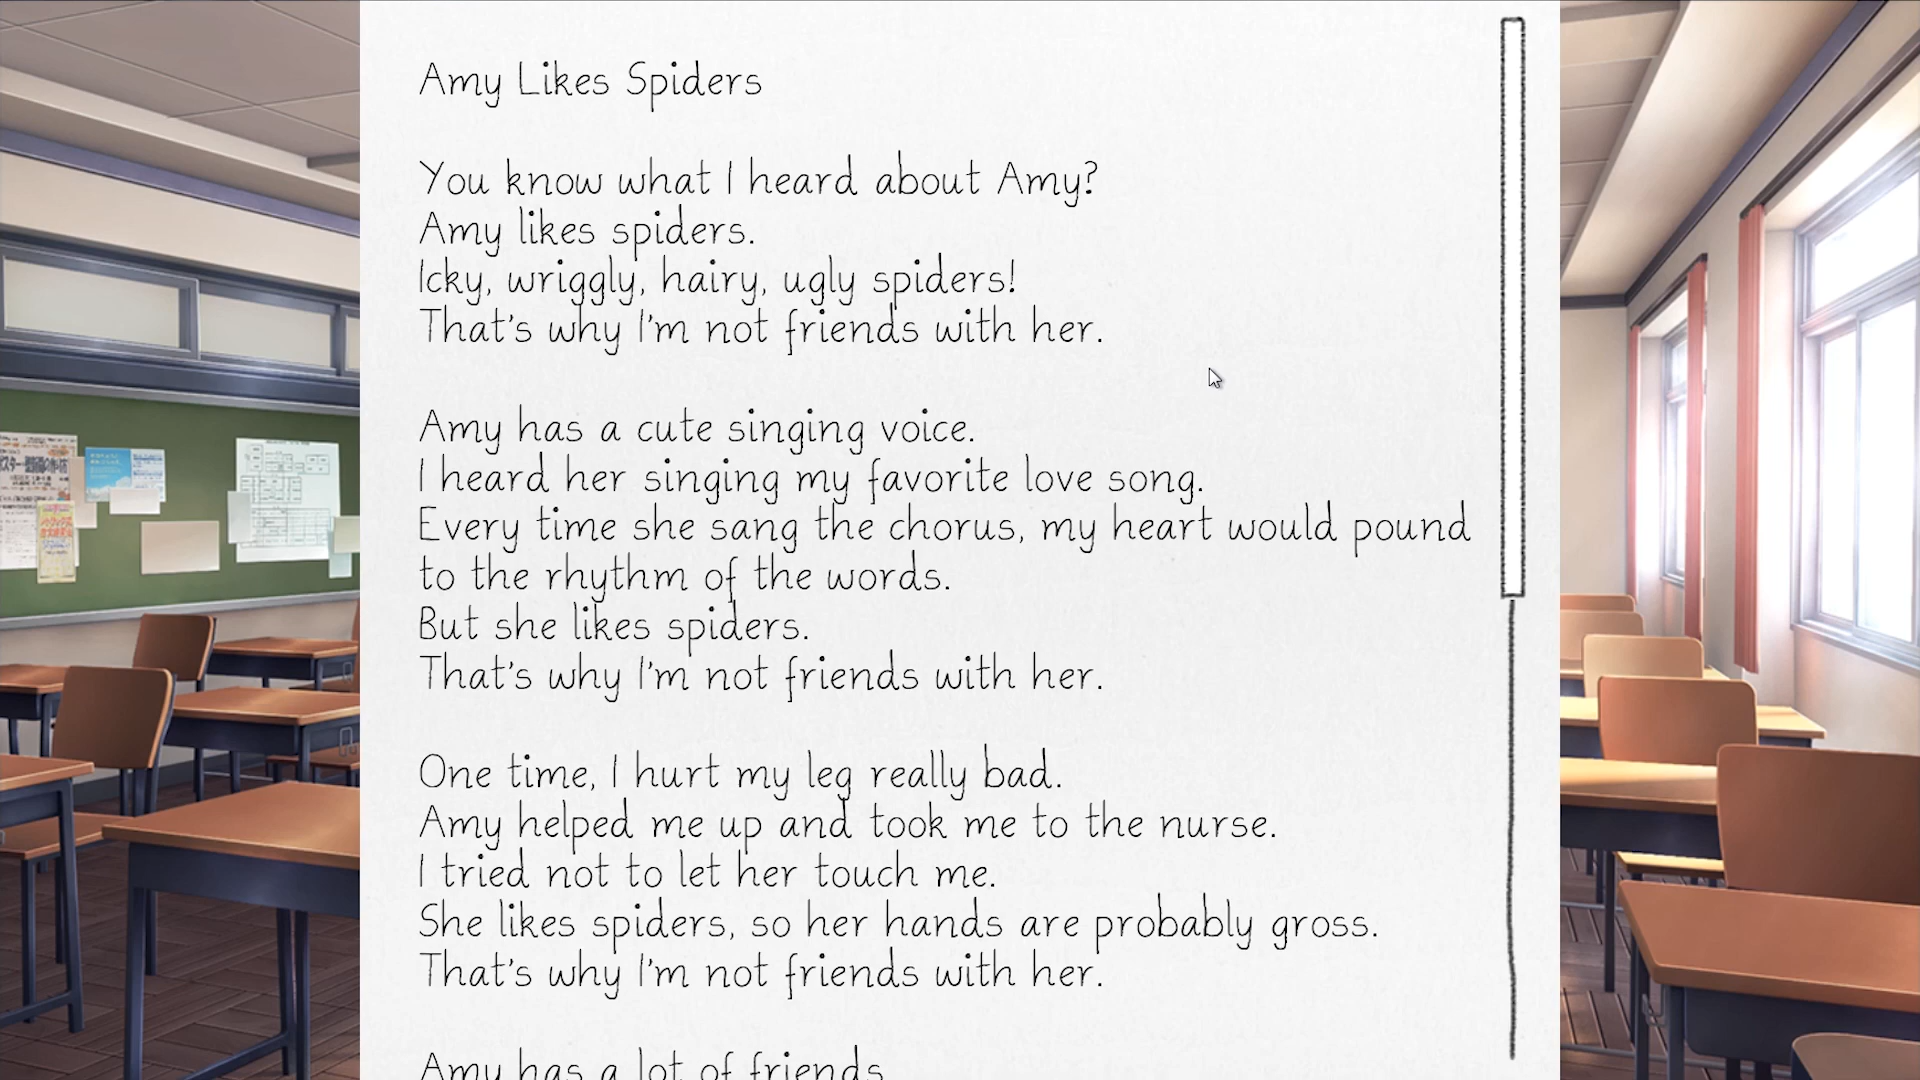 Amy Likes Spiders
You know what I heard about Amy?
Amy likes spiders.
Icky, wriggly, hairy, ugly spiders!
That's why I'm not friends with her.
Amy has a cute singing voice.
I heard her singing my favorite love song.
Every time she sang the chorus, my heart would pound
to the rhythm of the words.
But she likes spiders.
That's why I'm not friends with her.
One time, I hurt my leg really bad.
Amy helped me up and took me to the nurse.
I tried not to let her touch me.
She likes spiders, so her hands are probably gross.
That's why I'm not friends with her.
Amy has a lot of friends